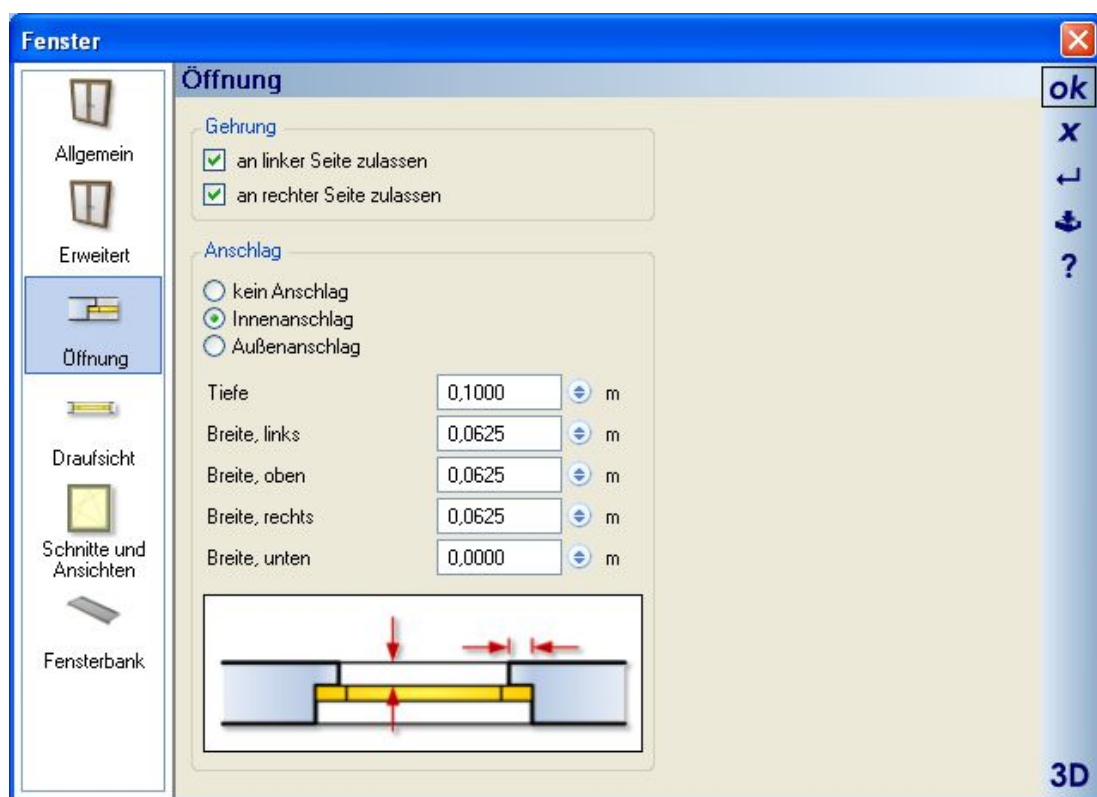 Fenster
Allgemein
Erweitert
Öffnung
Draufsicht
Schnitte und
Ansichten
Fensterbank
Öffnung
Gehrung
an linker Seite zulassen
an rechter Seite zulassen
Anschlag
kein Anschlag
Innenanschlag
Außenanschlag
Tiefe 0,1000 m
Breite, links 0,0625 m
Breite, oben 0,0625 m
Breite, rechts 0,0625 m
Breite, unten 0,0000 m
ok
x
?
3D